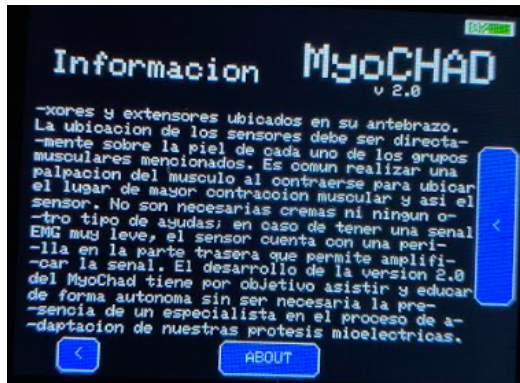 Informacion
MyoCHAD
v 2.0
-xores y extensores ubicados en su antebrazo.
La ubicacion de los sensores debe ser directa-
-mente sobre la piel de cada uno de los grupos
musculares mencionados. Es comun realizar una
palpacion del musculo al contraerse para ubicar
el lugar de mayor contraccion muscular y asi el
sensor. No son necesarias cremas ni ningun o-
-tro tipo de ayudas; en caso de tener una senal
EMG muy leve, el sensor cuenta con una peri-
-lla en la parte trasera que permite amplifi-
-car la senal. El desarrollo de la version 2.0
del MyoChad tiene por objetivo asistir y educar
de forma autonoma sin ser necesaria la pre-
-sencia de un especialista en el proceso de a-
-daptacion de nuestras protesis mioelectricas.
<
<
ABOUT